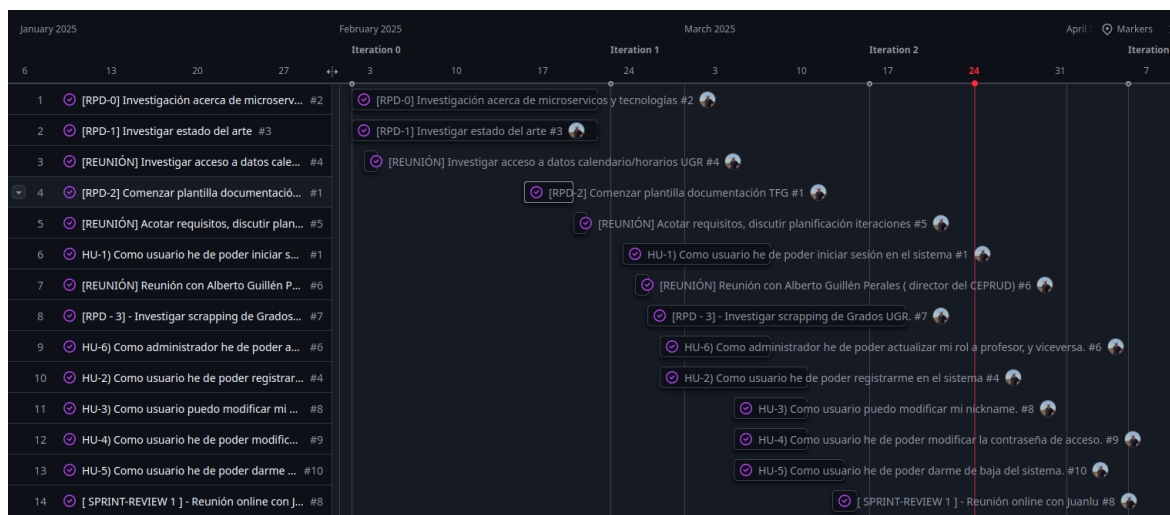 January 2025 February 2025 March 2025 April Markers
Iteration 0 Iteration 1 Iteration 2 Iteration
6 13 20 27 3 10 17 24 3 10 17 24 31 7
1 [RPD-0] Investigación acerca de microserv... #2 [RPD-0] Investigación acerca de microservicos y tecnologías #2
2 [RPD-1] Investigar estado del arte #3 [RPD-1] Investigar estado del arte #3
3 [REUNIÓN] Investigar acceso a datos cale... #4 [REUNIÓN] Investigar acceso a datos calendario/horarios UGR #4
4 [RPD-2] Comenzar plantilla documentació... #1 [RPD-2] Comenzar plantilla documentación TFG #1
5 [REUNIÓN] Acotar requisitos, discutir plan... #5 [REUNIÓN] Acotar requisitos, discutir planificación iteraciones #5
6 HU-1) Como usuario he de poder iniciar s... #1 HU-1) Como usuario he de poder iniciar sesión en el sistema #1
7 [REUNIÓN] Reunión con Alberto Guillén P... #6 [REUNIÓN] Reunión con Alberto Guillén Perales ( director del CEPRUD) #6
8 [RPD - 3] - Investigar scrapping de Grados... #7 [RPD - 3] - Investigar scrapping de Grados UGR. #7
9 HU-6) Como administrador he de poder a... #6 HU-6) Como administrador he de poder actualizar mi rol a profesor, y viceversa. #6
10 HU-2) Como usuario he de poder registrar... #4 HU-2) Como usuario he de poder registrarme en el sistema #4
11 HU-3) Como usuario puedo modificar mi ... #8 HU-3) Como usuario puedo modificar mi nickname. #8
12 HU-4) Como usuario he de poder modific... #9 HU-4) Como usuario he de poder modificar la contraseña de acceso. #9
13 HU-5) Como usuario he de poder darme ... #10 HU-5) Como usuario he de poder darme de baja del sistema. #10
14 [ SPRINT-REVIEW 1 ] - Reunión online con J... #8 [ SPRINT-REVIEW 1 ] - Reunión online con Juanlu #8